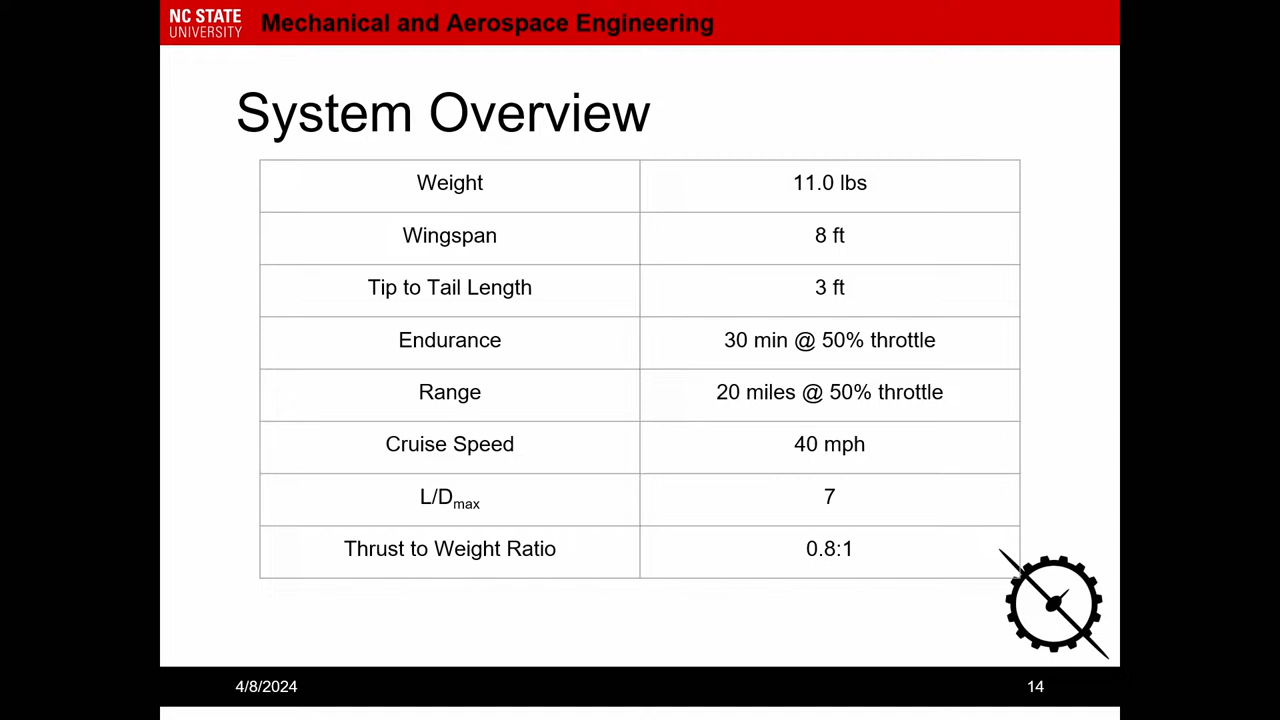 NC STATE
UNIVERSITY
Mechanical and Aerospace Engineering
System Overview
Weight 11.0 lbs
Wingspan 8 ft
Tip to Tail Length 3 ft
Endurance 30 min @ 50% throttle
Range 20 miles @ 50% throttle
Cruise Speed 40 mph
L/Dmax 7
Thrust to Weight Ratio 0.8:1
4/8/2024 14